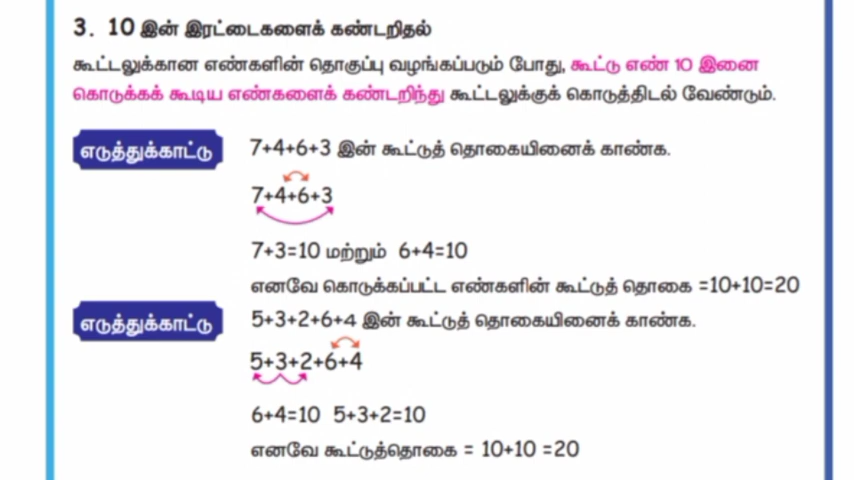 3. 10 இன் இரட்டைகளைக் கண்டறிதல்
கூட்டலுக்கான எண்களின் தொகுப்பு வழங்கப்படும் போது, கூட்டு எண் 10 இனை
கொடுக்கக் கூடிய எண்களைக் கண்டறிந்து கூட்டலுக்குக் கொடுத்திடல் வேண்டும்.
எடுத்துக்காட்டு 7+4+6+3 இன் கூட்டுத் தொகையினைக் காண்க.
7+4+6+3
7+3=10 மற்றும் 6+4=10
எனவே கொடுக்கப்பட்ட எண்களின் கூட்டுத் தொகை =10+10=20
எடுத்துக்காட்டு 5+3+2+6+4 இன் கூட்டுத் தொகையினைக் காண்க.
5+3+2+6+4
6+4=10 5+3+2=10
எனவே கூட்டுத்தொகை = 10+10 =20